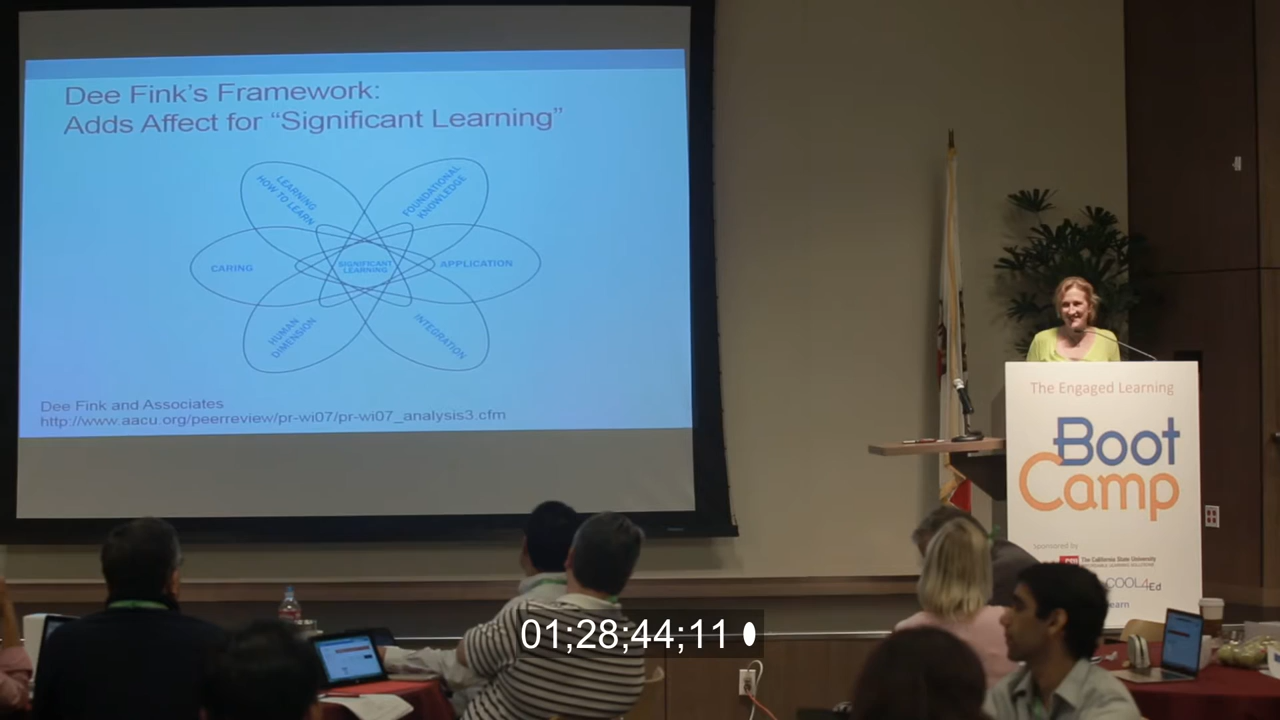 Dee Fink's Framework:
Adds Affect for "Significant Learning"
LEARNING
HOW TO LEARN
FOUNDATIONAL
KNOWLEDGE
CARING
SIGNIFICANT
LEARNING
APPLICATION
HUMAN
DIMENSION
INTEGRATION
Dee Fink and Associates
http://www.aacu.org/peerreview/pr-wi07/pr-wi07_analysis3.cfm
The Engaged Learning
Boot
Camp
Sponsored by
CSU The California State University
COOL4Ed
01;28;44;11